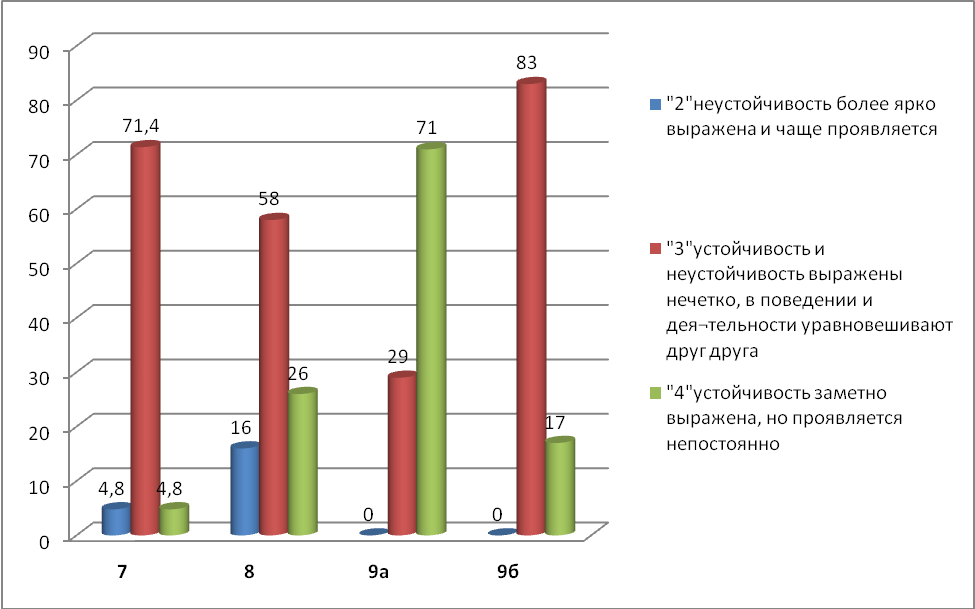 90
80
70
60
50
40
30
20
10
0
4,8
71,4
4,8
16
58
26
0
29
71
0
83
17
7
8
9а
9б
"2"неустойчивость более ярко
выражена и чаще проявляется
"3"устойчивость и
неустойчивость выражены
нечетко, в поведении и
дея¬тельности уравновешивают
друг друга
"4"устойчивость заметно
выражена, но проявляется
непостоянно